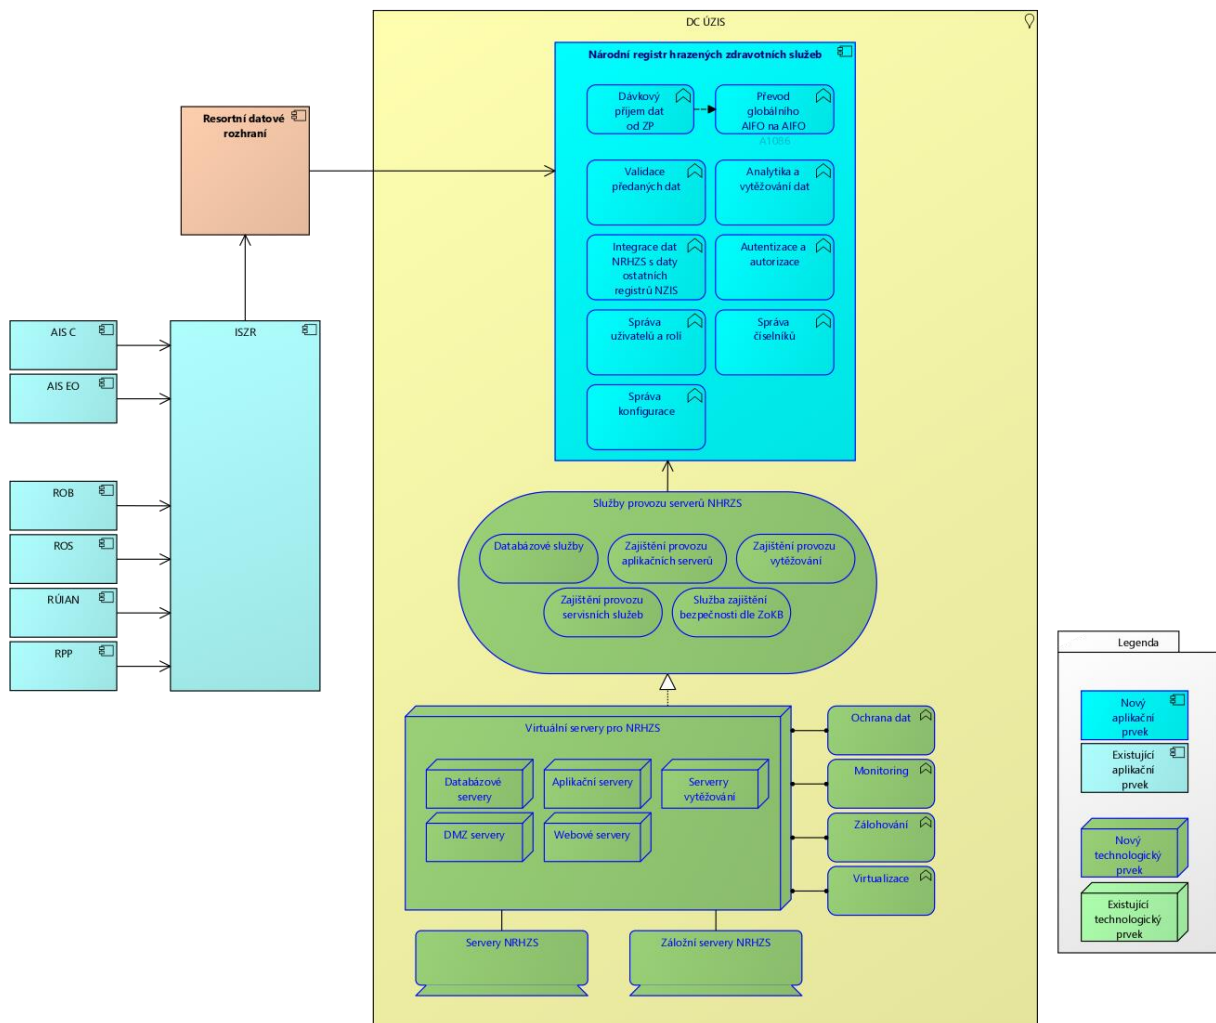 DC ÚZIS
Národní registr hrazených zdravotních služeb
Dávkový
příjem dat
od ZP
Převod
globálního
AIFO na AIFO
A1086
Validace
předaných dat
Analytika a
vytěžování dat
Integrace dat
NRHZS s daty
ostatních
registrů NZIS
Autentizace a
autorizace
Správa
uživatelů a rolí
Správa
číselníků
Správa
konfigurace
Resortní datové
rozhraní
ISZR
AIS C
AIS EO
ROB
ROS
RÚIAN
RPP
Služby provozu serverů NHRZS
Databázové služby
Zajištění provozu
aplikačních serverů
Zajištění provozu
vytěžování
Zajištění provozu
servisních služeb
Služba zajištění
bezpečnosti dle ZoKB
Virtuální servery pro NRHZS
Databázové
servery
Aplikační servery
Serverry
vytěžování
DMZ servery
Webové servery
Ochrana dat
Monitoring
Zálohování
Virtualizace
Servery NRHZS
Záložní servery NRHZS
Legenda
Nový
aplikační
prvek
Existující
aplikační
prvek
Nový
technologický
prvek
Existující
technologický
prvek